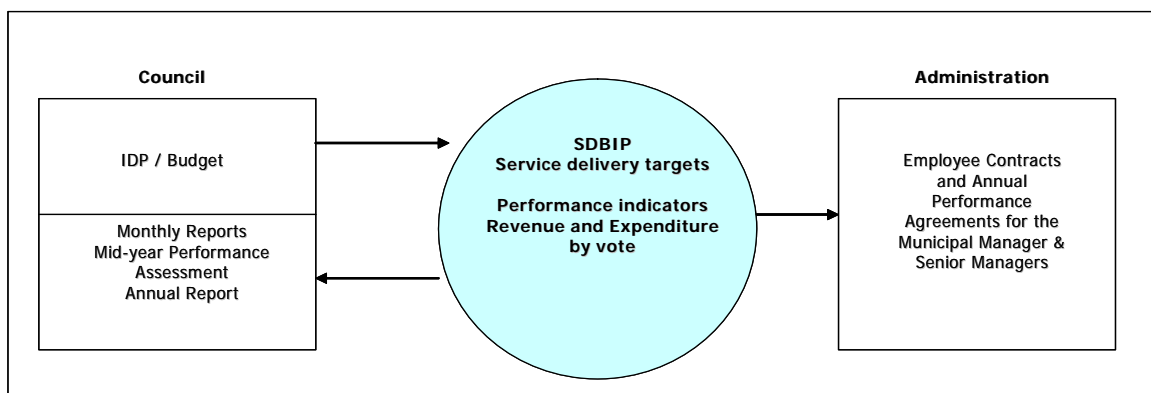 Council
IDP / Budget
Monthly Reports
Mid-year Performance
Assessment
Annual Report
SDBIP
Service delivery targets
Performance indicators
Revenue and Expenditure
by vote
Administration
Employee Contracts
and Annual
Performance
Agreements for the
Municipal Manager &
Senior Managers